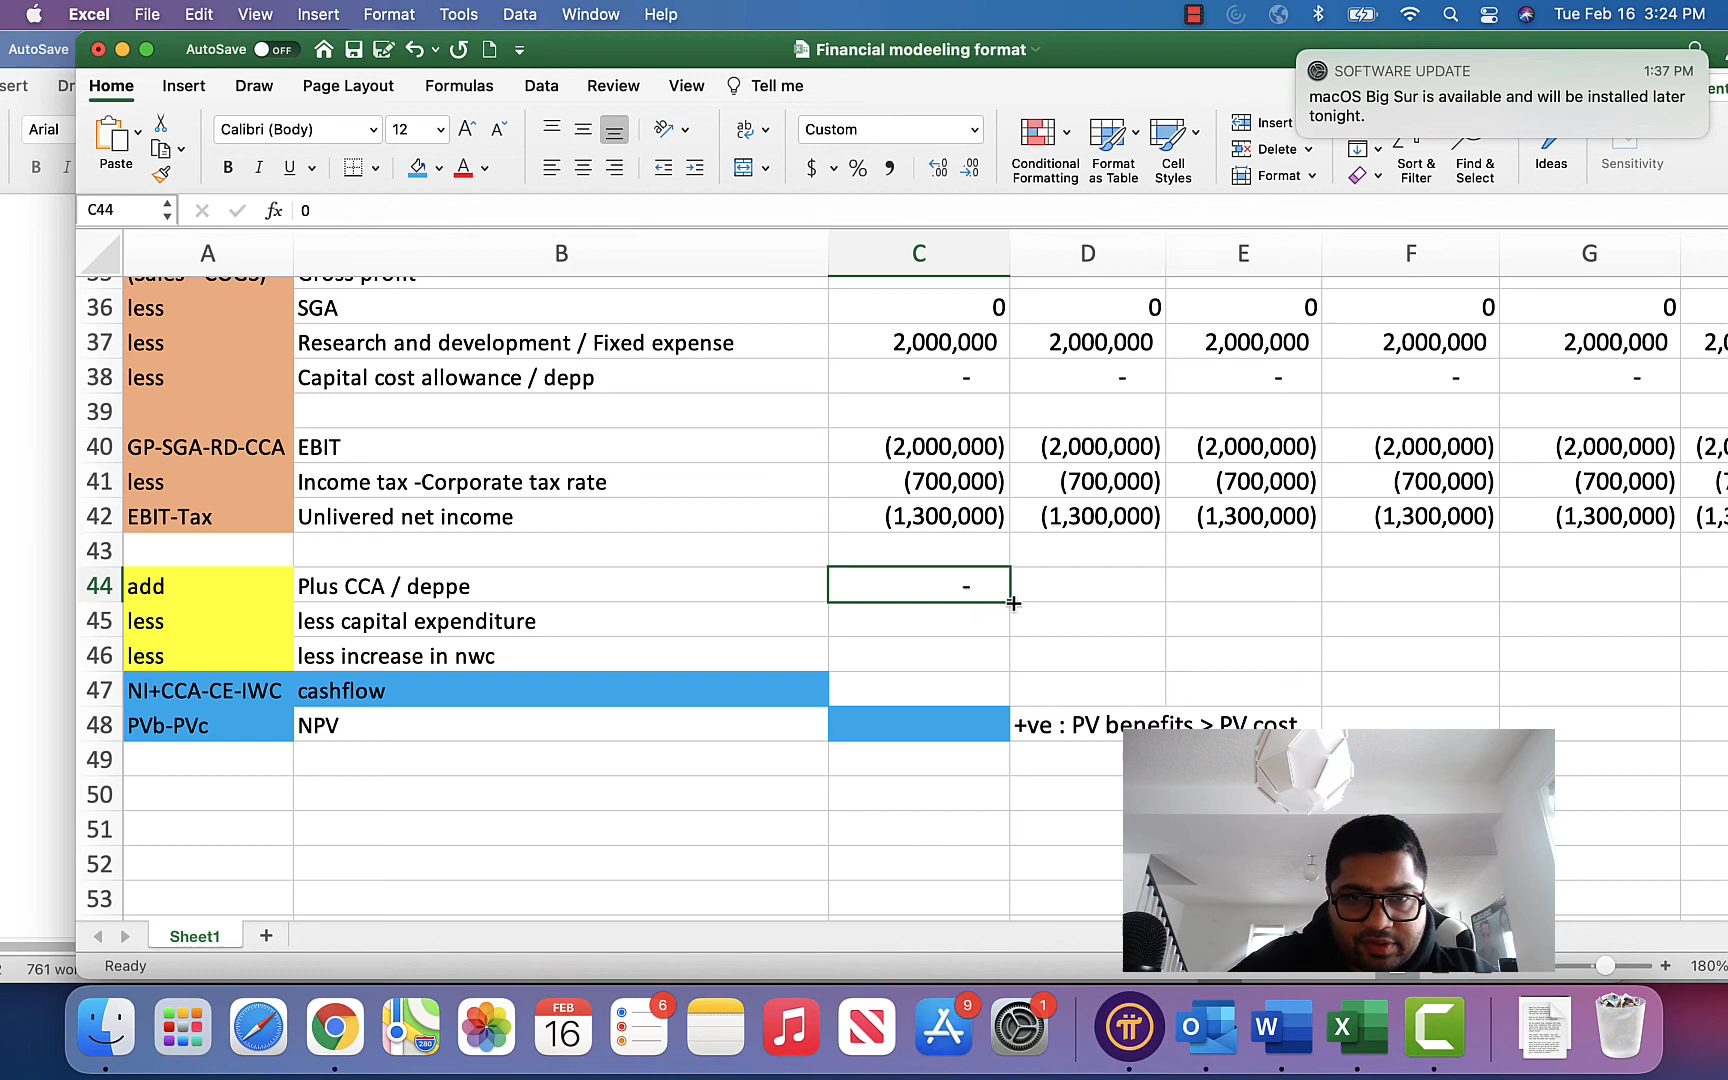 Excel File Edit View Insert Format Tools Data Window Help Tue Feb 16 3:24 PM
AutoSave AutoSave OFF Financial modeeling format
SOFTWARE UPDATE 1:37 PM
macOS Big Sur is available and will be installed later
tonight.
Home Insert Draw Page Layout Formulas Data Review View Tell me
Arial Calibri (Body) 12 Custom Insert
Paste B I U $ % Conditional Formatting Format as Table Cell Styles Delete Format Sort & Filter Find & Select Ideas Sensitivity
C44 fx 0
A B C D E F G
36 less SGA 0 0 0 0 0
37 less Research and development / Fixed expense 2,000,000 2,000,000 2,000,000 2,000,000 2,000,000
38 less Capital cost allowance / depp - - - - -
39
40 GP-SGA-RD-CCA EBIT (2,000,000) (2,000,000) (2,000,000) (2,000,000) (2,000,000)
41 less Income tax -Corporate tax rate (700,000) (700,000) (700,000) (700,000) (700,000)
42 EBIT-Tax Unlivered net income (1,300,000) (1,300,000) (1,300,000) (1,300,000) (1,300,000)
43
44 add Plus CCA / deppe -
45 less less capital expenditure
46 less less increase in nwc
47 NI+CCA-CE-IWC cashflow
48 PVb-PVc NPV +ve : PV benefits > PV cost
49
50
51
52
53
Sheet1 +
Ready 180%
FEB
16
6 9 1
280